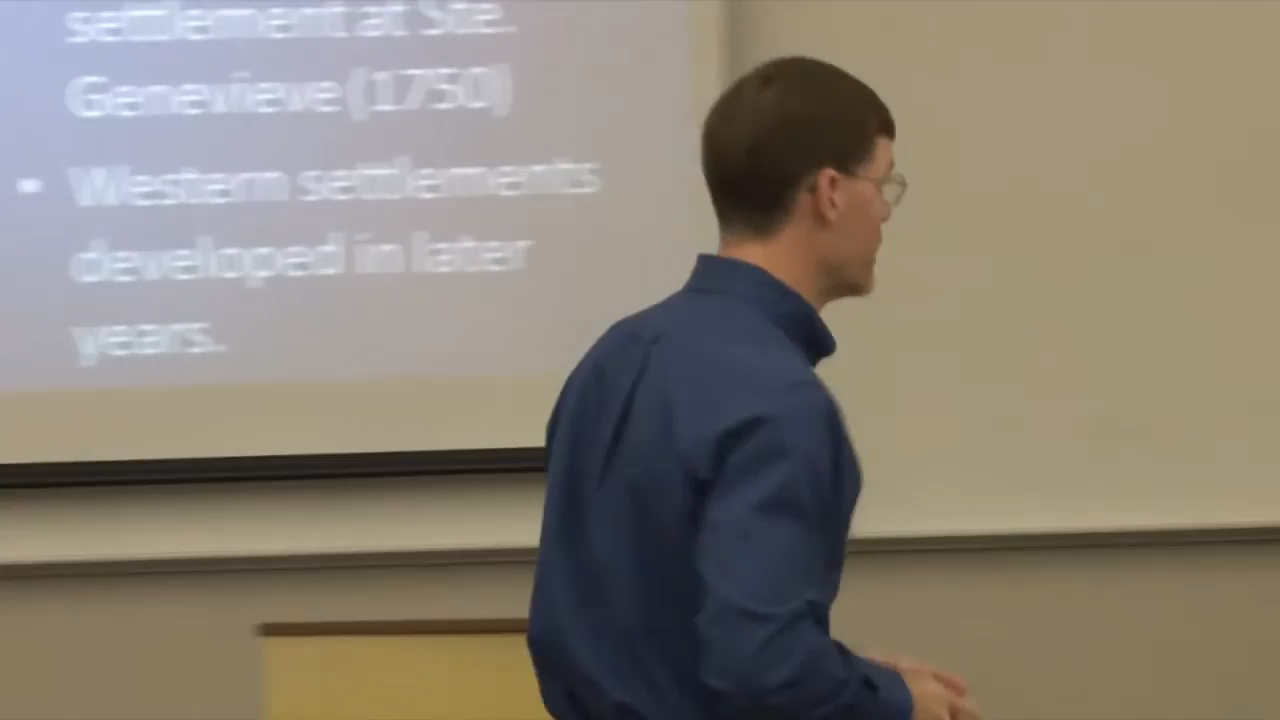 settlement at Ste.
Genevieve (1750)
▪ Western settlements
developed in later
years.